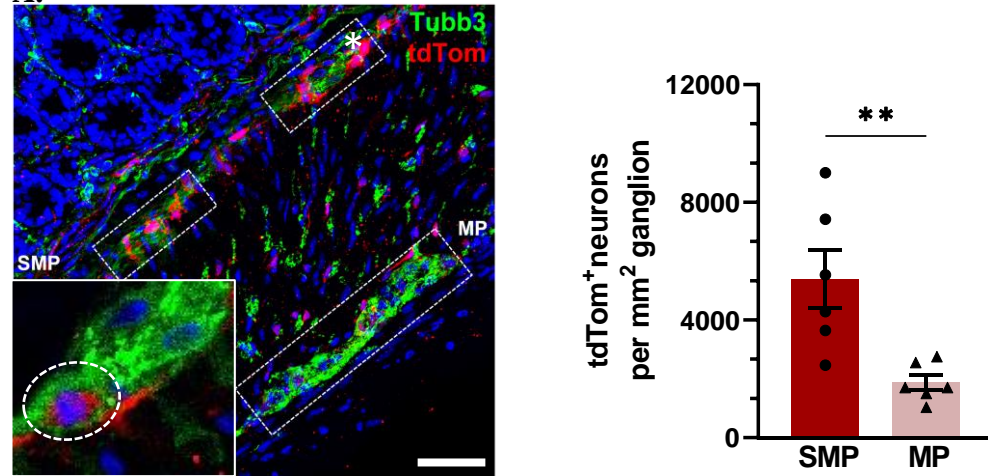 Tubb3
tdTom
*
SMP
MP
tdTom⁺neurons
per mm² ganglion
12000
8000
4000
0
**
SMP
MP